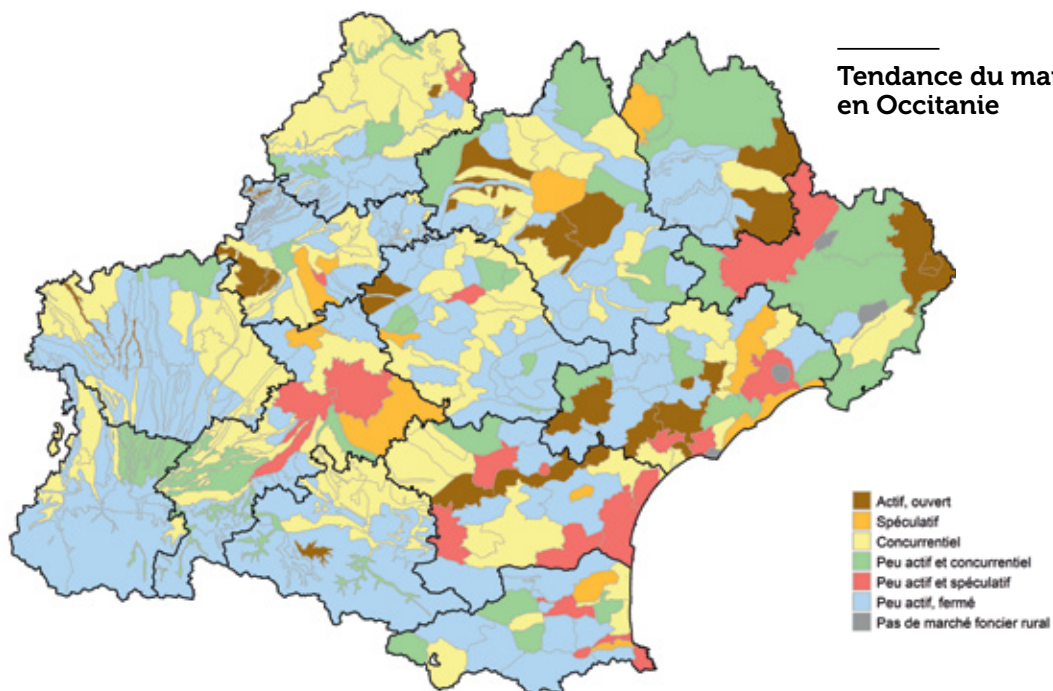 Tendance du ma
en Occitanie
Actif, ouvert
Spéculatif
Concurrentiel
Peu actif et concurrentiel
Peu actif et spéculatif
Peu actif, fermé
Pas de marché foncier rural